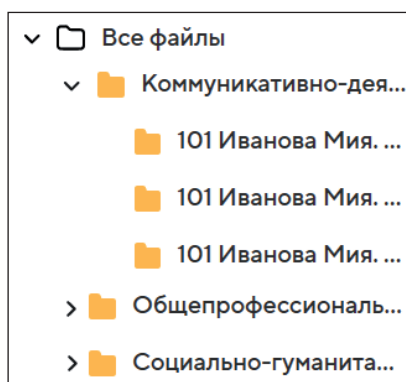 Все файлы
Коммуникативно-дея...
101 Иванова Мия. ...
101 Иванова Мия. ...
101 Иванова Мия. ...
Общепрофессиональ...
Социально-гуманита...